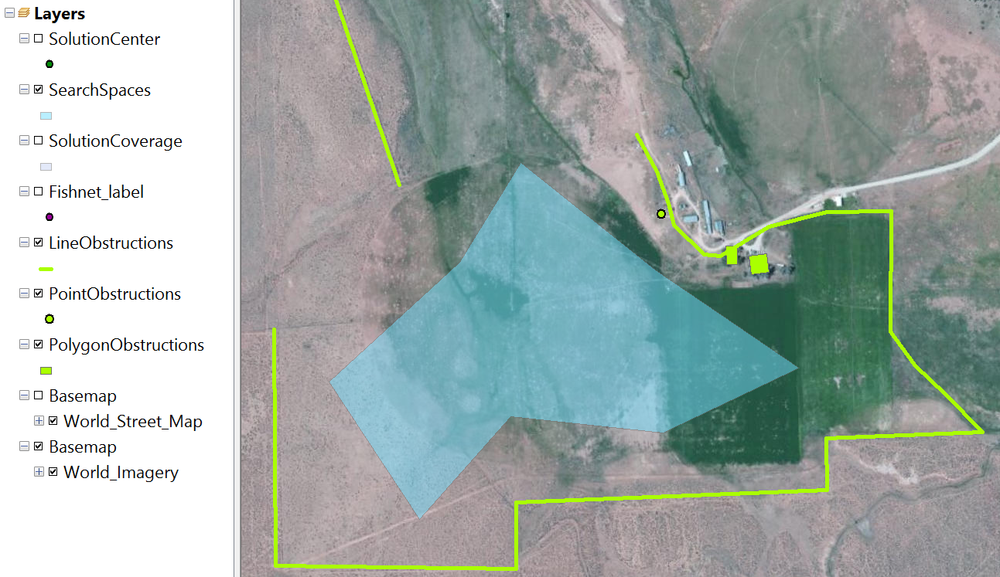 Layers
SolutionCenter
SearchSpaces
SolutionCoverage
Fishnet_label
LineObstructions
PointObstructions
PolygonObstructions
Basemap
World_Street_Map
Basemap
World_Imagery